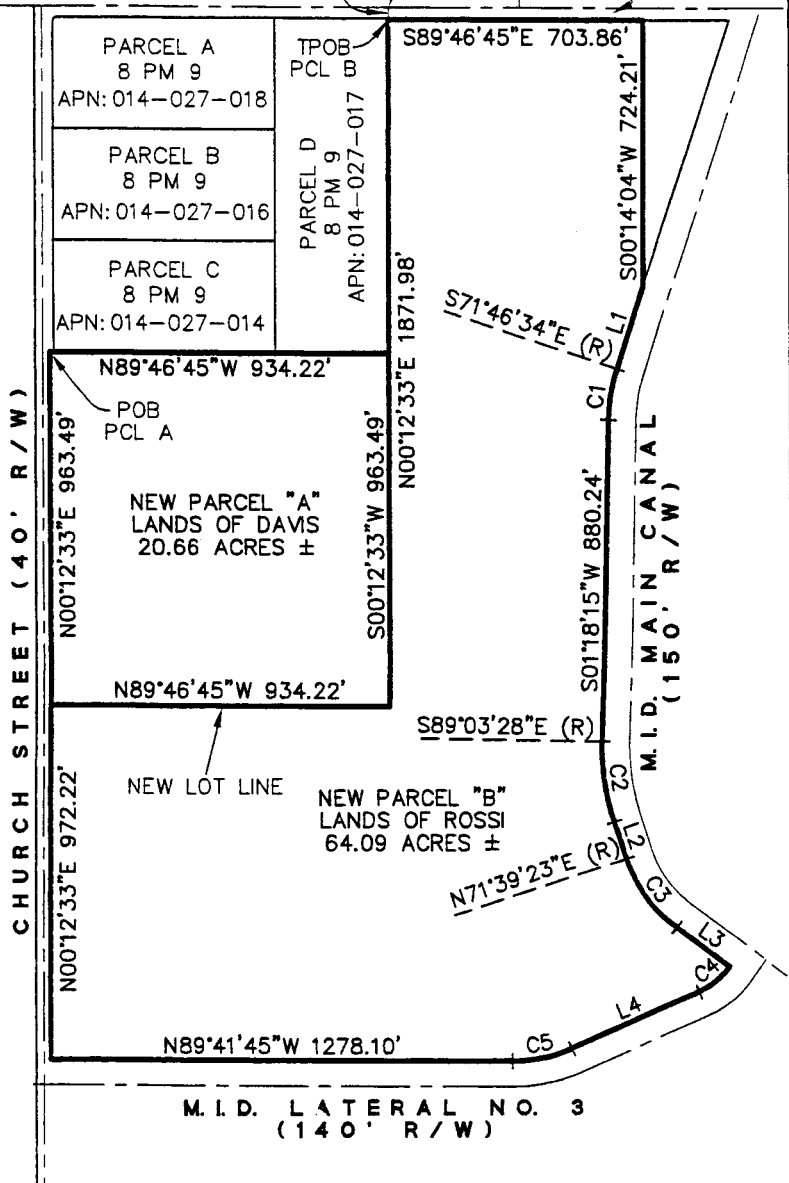 PARCEL A
8 PM 9
APN: 014-027-018
PARCEL B
8 PM 9
APN: 014-027-016
PARCEL C
8 PM 9
APN: 014-027-014
PARCEL D
8 PM 9
APN: 014-027-017
TPOB
PCL B
S89°46'45"E 703.86'
S00°14'04"W 724.21'
N00°12'33"E 1871.98'
S71°46'34"E (R)
L1
C1
N89°46'45"W 934.22'
POB
PCL A
N00°12'33"E 963.49'
NEW PARCEL "A"
LANDS OF DAVIS
20.66 ACRES ±
S00°12'33"W 963.49'
N89°46'45"W 934.22'
NEW LOT LINE
S01°18'15"W 880.24'
M.I.D. MAIN CANAL
(150' R/W)
S89°03'28"E (R)
C2
NEW PARCEL "B"
LANDS OF ROSSI
64.09 ACRES ±
L2
N71°39'23"E (R)
C3
L3
C4
L4
C5
N00°12'33"E 972.22'
N89°41'45"W 1278.10'
CHURCH STREET (40' R/W)
M.I.D. LATERAL NO. 3
(140' R/W)